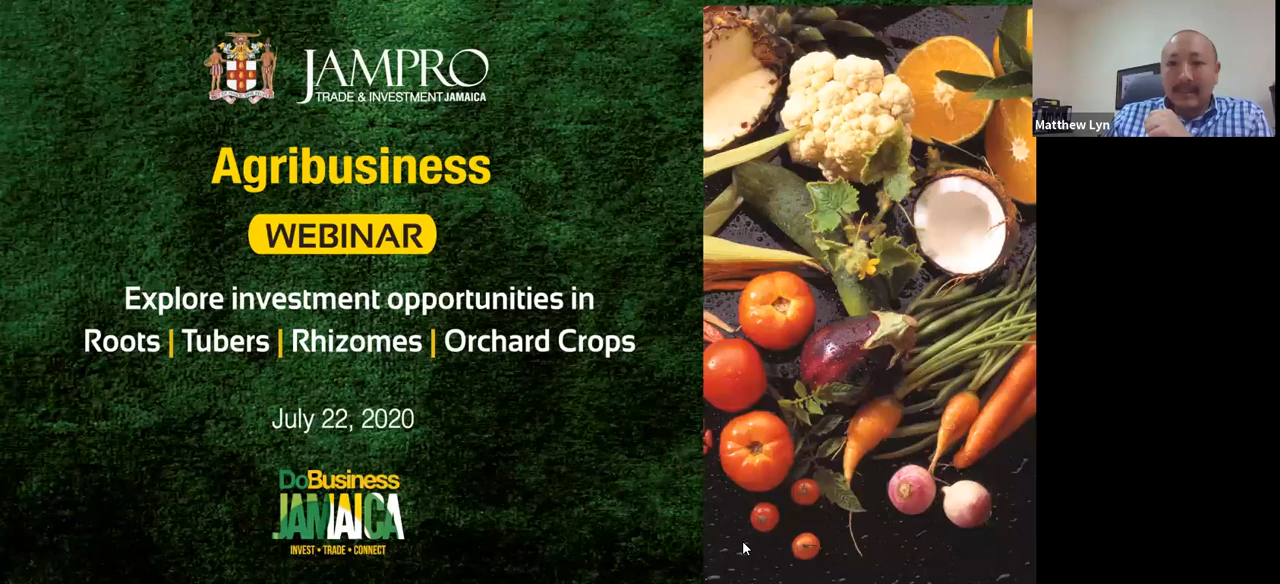 JAMPRO
TRADE & INVESTMENT JAMAICA
Agribusiness
WEBINAR
Explore investment opportunities in
Roots | Tubers | Rhizomes | Orchard Crops
July 22, 2020
DoBusiness
JAMAICA
INVEST • TRADE • CONNECT
Matthew Lyn